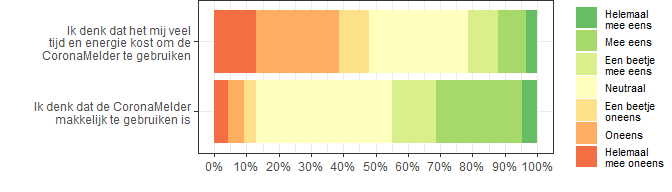 Ik denk dat het mij veel
tijd en energie kost om de
CoronaMelder te gebruiken
Ik denk dat de CoronaMelder
makkelijk te gebruiken is
0% 10% 20% 30% 40% 50% 60% 70% 80% 90% 100%
Helemaal
mee eens
Mee eens
Een beetje
mee eens
Neutraal
Een beetje
oneens
Oneens
Helemaal
mee oneens